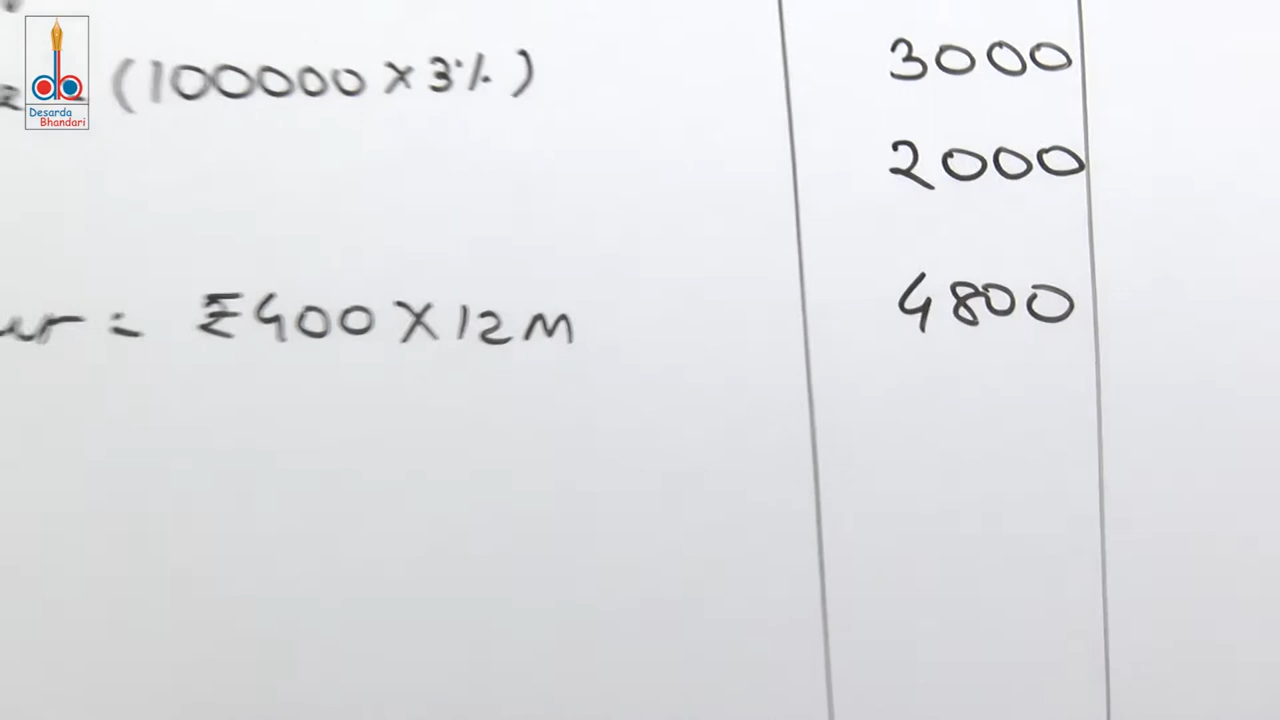 Desarda
Bhandari
(100000 × 3%) 3000
2000
= ₹400 × 12M 4800